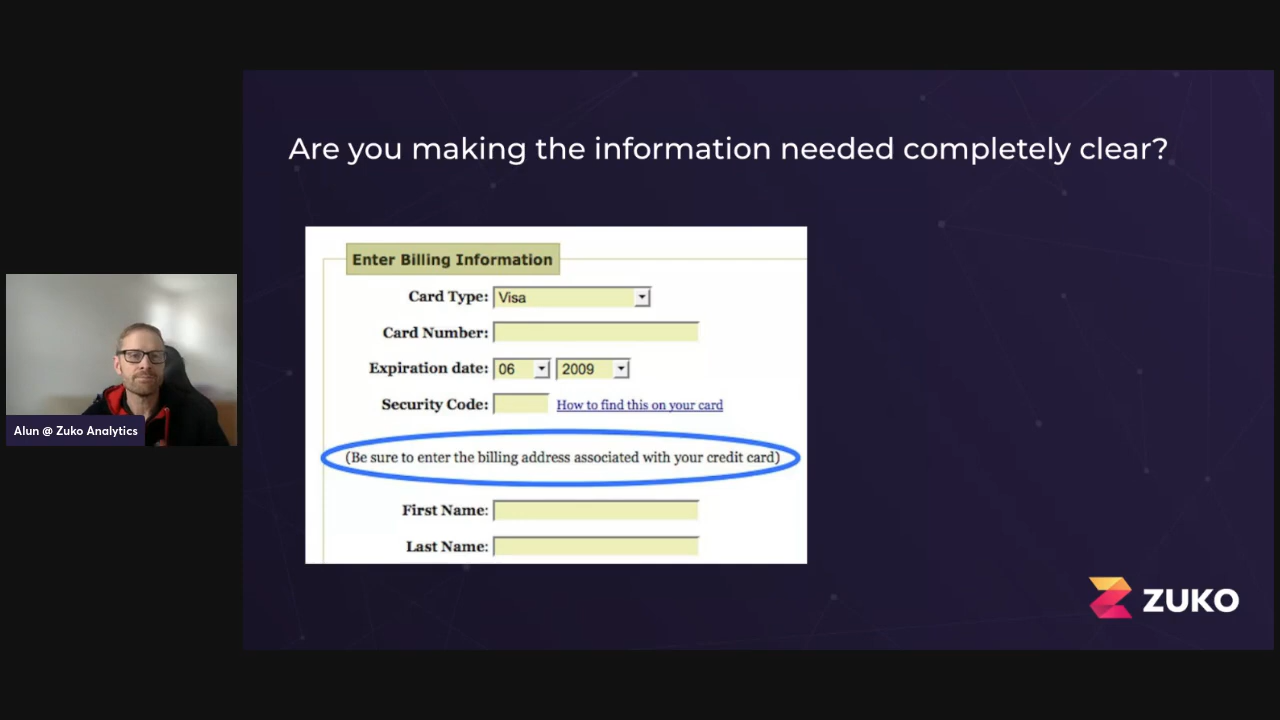 Are you making the information needed completely clear?
Enter Billing Information
Card Type: Visa
Card Number:
Expiration date: 06 2009
Security Code: How to find this on your card
(Be sure to enter the billing address associated with your credit card)
First Name:
Last Name:
Alun @ Zuko Analytics
ZUKO